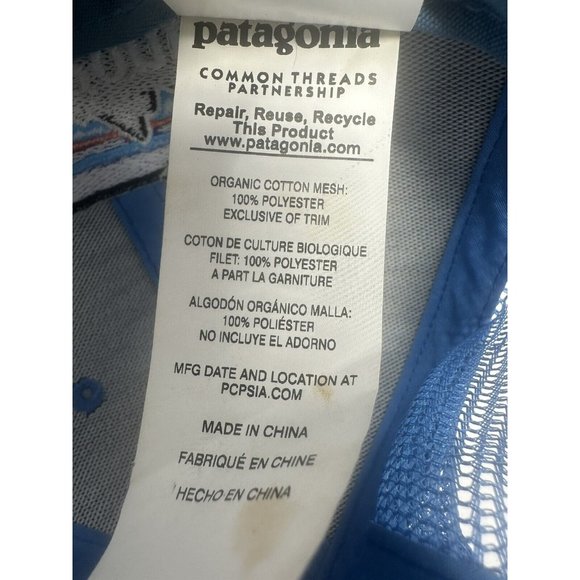 patagonia
COMMON THREADS
PARTNERSHIP
Repair, Reuse, Recycle
This Product
www.patagonia.com
ORGANIC COTTON MESH:
100% POLYESTER
EXCLUSIVE OF TRIM
COTON DE CULTURE BIOLOGIQUE
FILET: 100% POLYESTER
A PART LA GARNITURE
ALGODÓN ORGÁNICO MALLA:
100% POLIÉSTER
NO INCLUYE EL ADORNO
MFG DATE AND LOCATION AT
PCPSIA.COM
MADE IN CHINA
FABRIQUÉ EN CHINE
HECHO EN CHINA